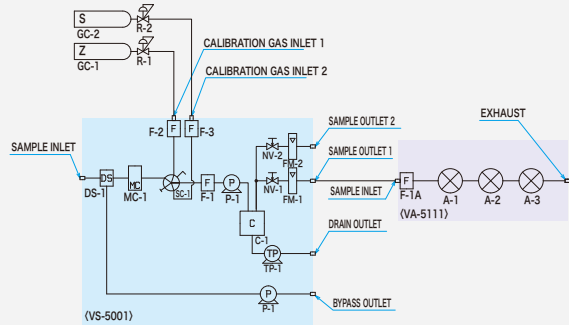 S
GC-2
R-2
Z
GC-1
R-1
CALIBRATION GAS INLET 1
CALIBRATION GAS INLET 2
F-2
F
F
F-3
SAMPLE INLET
DS
DS-1
MC
MC-1
SC-1
F
F-1
P
P-1
C
C-1
NV-2
FM-2
NV-1
FM-1
TP
TP-1
P
P-1
SAMPLE OUTLET 2
SAMPLE OUTLET 1
SAMPLE INLET
DRAIN OUTLET
BYPASS OUTLET
EXHAUST
F
F-1A
A-1
A-2
A-3
(VA-5111)
(VS-5001)